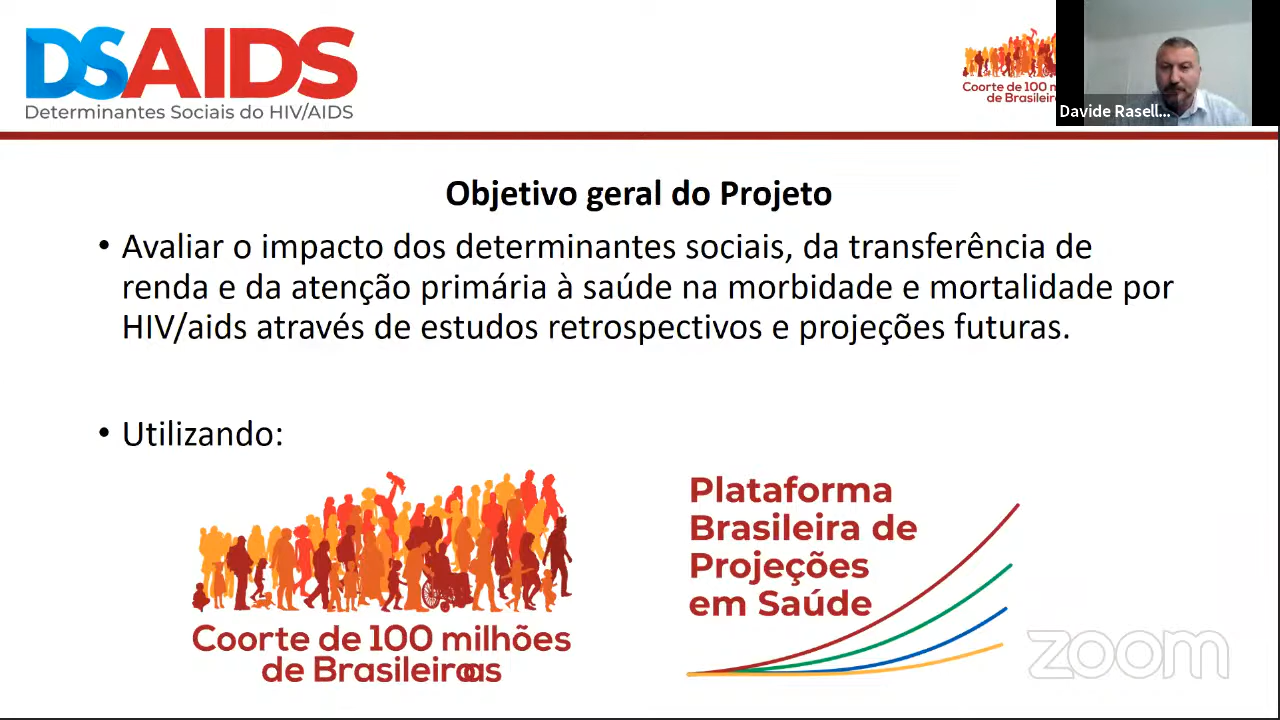 DSAIDS
Determinantes Sociais do HIV/AIDS
Coorte de 100 m
de Brasileir
Davide Rasell...
Objetivo geral do Projeto
• Avaliar o impacto dos determinantes sociais, da transferência de
renda e da atenção primária à saúde na morbidade e mortalidade por
HIV/aids através de estudos retrospectivos e projeções futuras.
• Utilizando:
Coorte de 100 milhões
de Brasileiroas
Plataforma
Brasileira de
Projeções
em Saúde
zoom